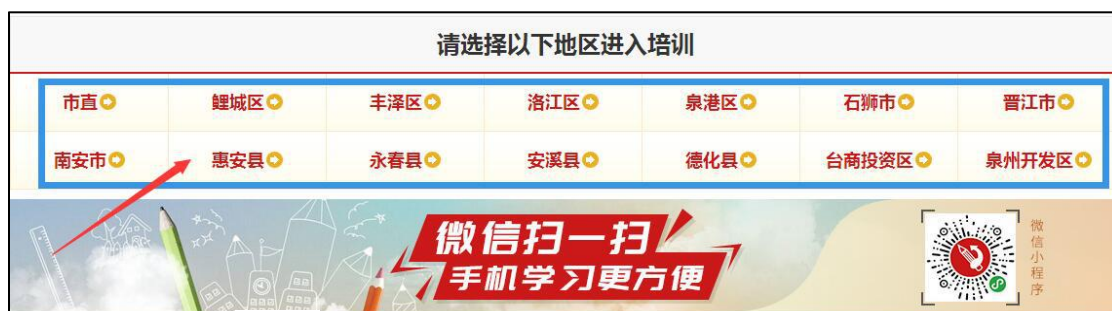 请选择以下地区进入培训
市直 鲤城区 丰泽区 洛江区 泉港区 石狮市 晋江市
南安市 惠安县 永春县 安溪县 德化县 台商投资区 泉州开发区
微信扫一扫
手机学习更方便
微信小程序